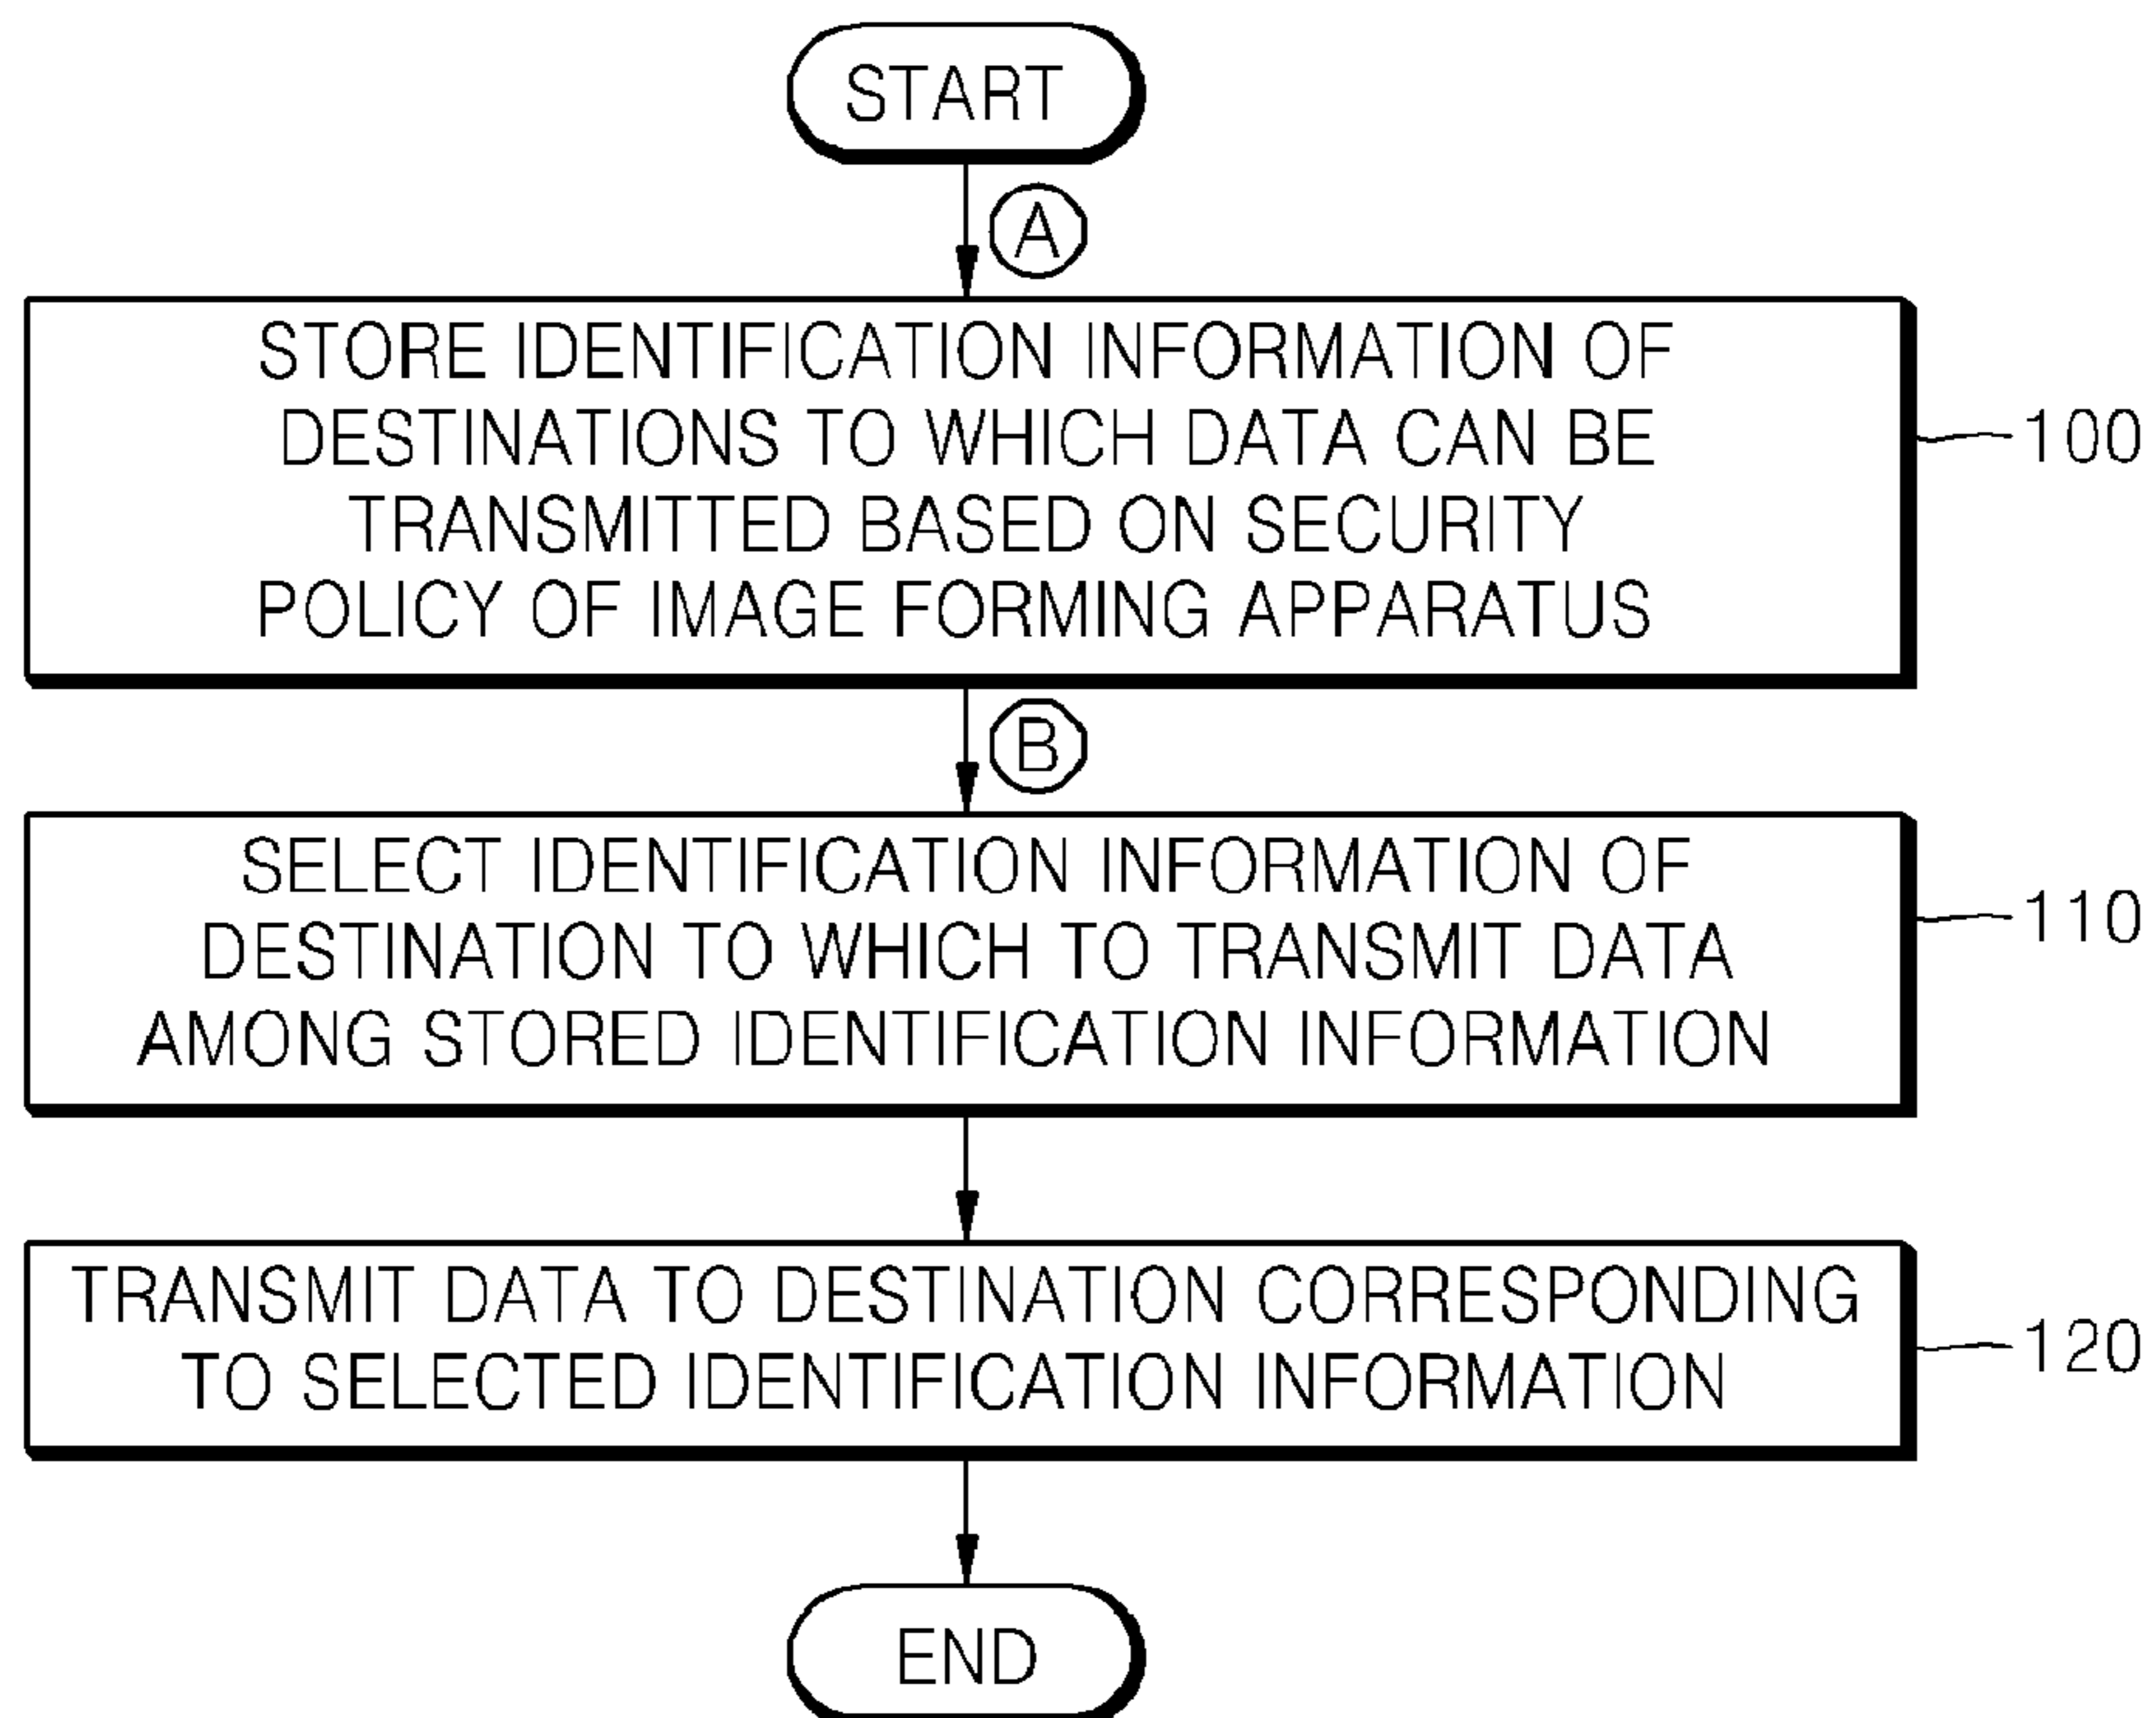 START
A
STORE IDENTIFICATION INFORMATION OF
DESTINATIONS TO WHICH DATA CAN BE
TRANSMITTED BASED ON SECURITY
POLICY OF IMAGE FORMING APPARATUS
100
B
SELECT IDENTIFICATION INFORMATION OF
DESTINATION TO WHICH TO TRANSMIT DATA
AMONG STORED IDENTIFICATION INFORMATION
110
TRANSMIT DATA TO DESTINATION CORRESPONDING
TO SELECTED IDENTIFICATION INFORMATION
120
END